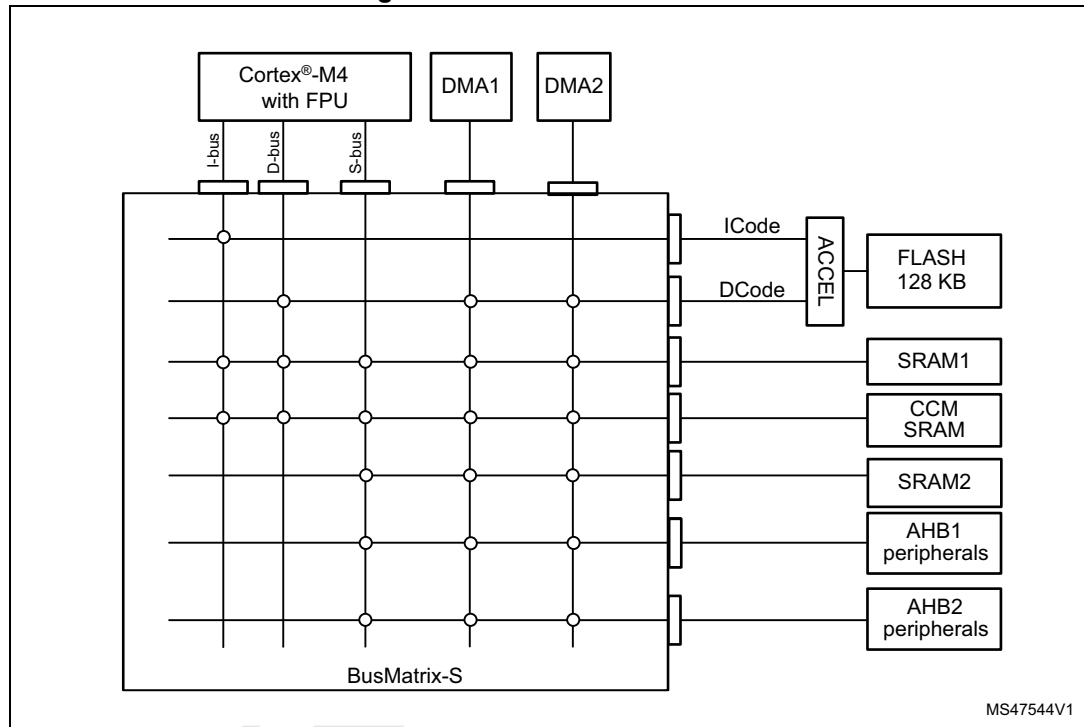 Cortex®-M4
with FPU
DMA1
DMA2
I-bus
D-bus
S-bus
ICode
DCode
ACCEL
FLASH
128 KB
SRAM1
CCM
SRAM
SRAM2
AHB1
peripherals
AHB2
peripherals
BusMatrix-S
MS47544V1